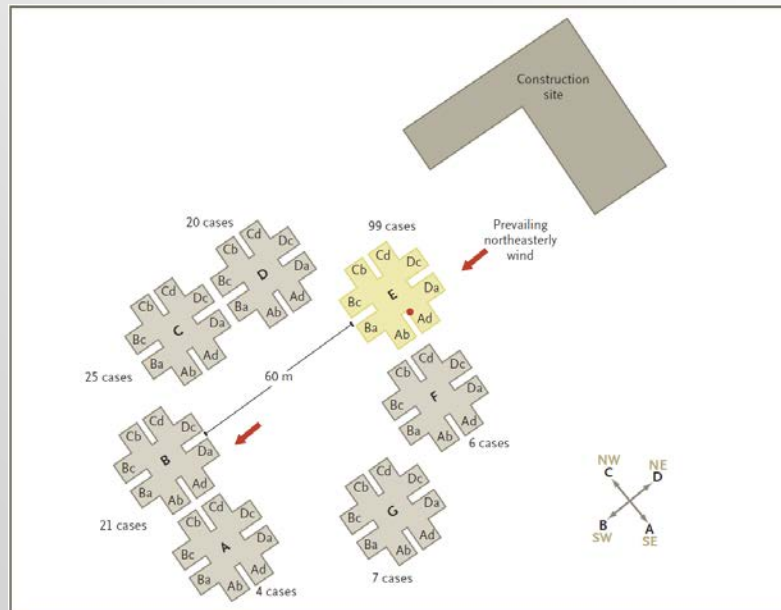 Construction
site
20 cases
99 cases
Prevailing
northeasterly
wind
Cd
Cb
Dc
D
Bc
Da
Ba
Ad
Ab
Cd
Cb
Dc
E
Bc
Da
Ba
Ad
Ab
Cd
Cb
Dc
C
Bc
Da
Ba
Ad
Ab
25 cases
60 m
Cd
Cb
Dc
F
Bc
Da
Ba
Ad
Ab
6 cases
Cd
Cb
Dc
B
Bc
Da
Ba
Ad
Ab
21 cases
Cd
Cb
Dc
G
Bc
Da
Ba
Ad
Ab
7 cases
Cd
Cb
Dc
A
Bc
Da
Ba
Ad
Ab
4 cases
NW NE
C D
B A
SW SE